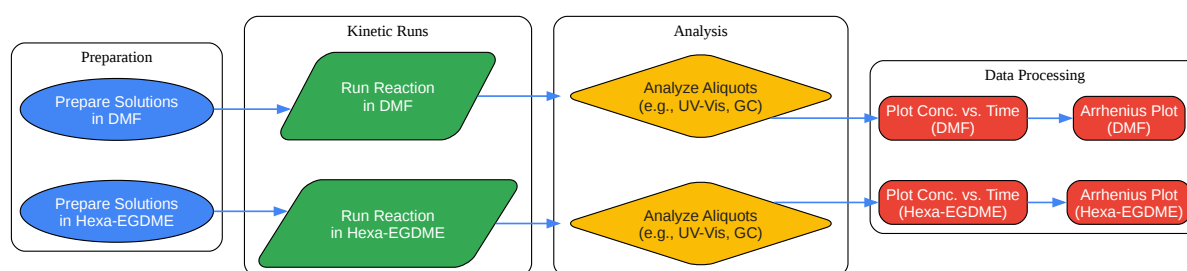 Preparation
Prepare Solutions
in DMF
Prepare Solutions
in Hexa-EGDME
Kinetic Runs
Run Reaction
in DMF
Run Reaction
in Hexa-EGDME
Analysis
Analyze Aliquots
(e.g., UV-Vis, GC)
Analyze Aliquots
(e.g., UV-Vis, GC)
Data Processing
Plot Conc. vs. Time
(DMF)
Arrhenius Plot
(DMF)
Plot Conc. vs. Time
(Hexa-EGDME)
Arrhenius Plot
(Hexa-EGDME)